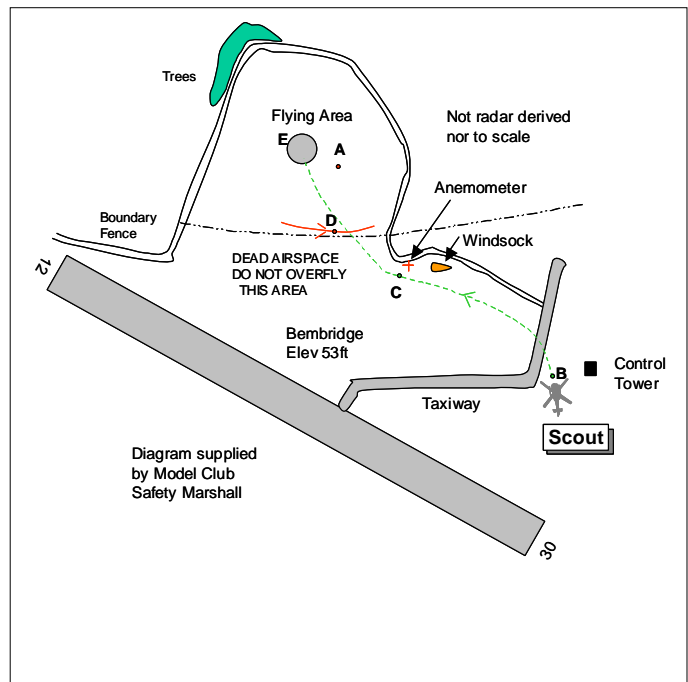 Trees
Flying Area
E
A
Not radar derived
nor to scale
Anemometer
Boundary
Fence
D
Windsock
DEAD AIRSPACE
DO NOT OVERFLY
THIS AREA
12
C
Bembridge
Elev 53ft
B
Control
Tower
Taxiway
Scout
Diagram supplied
by Model Club
Safety Marshall
30